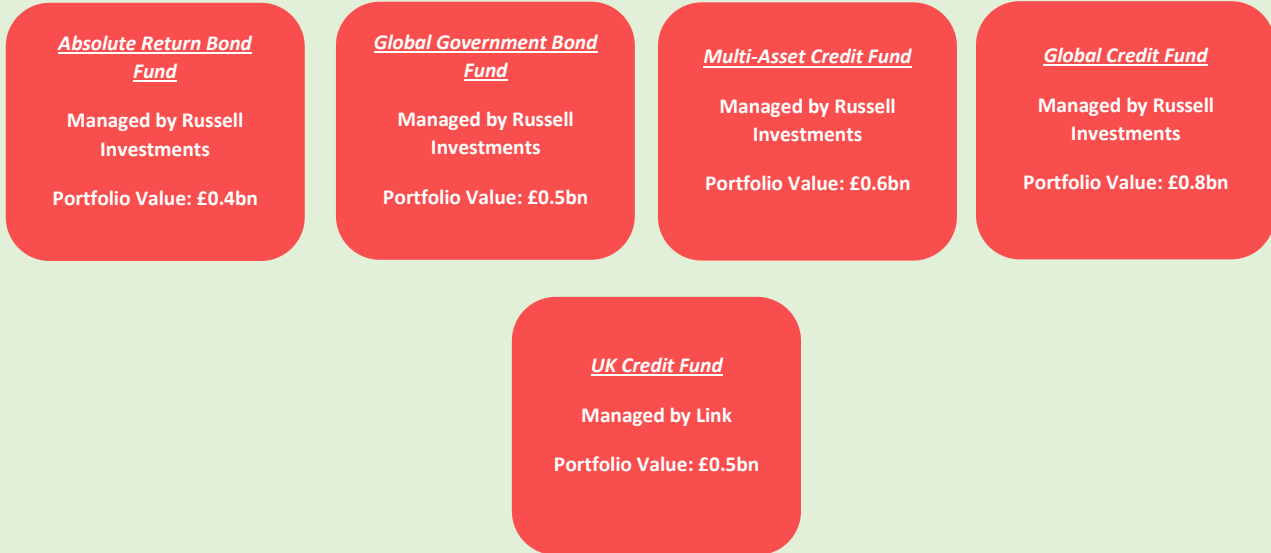 Absolute Return Bond
Fund
Managed by Russell
Investments
Portfolio Value: £0.4bn
Global Government Bond
Fund
Managed by Russell
Investments
Portfolio Value: £0.5bn
Multi-Asset Credit Fund
Managed by Russell
Investments
Portfolio Value: £0.6bn
Global Credit Fund
Managed by Russell
Investments
Portfolio Value: £0.8bn
UK Credit Fund
Managed by Link
Portfolio Value: £0.5bn